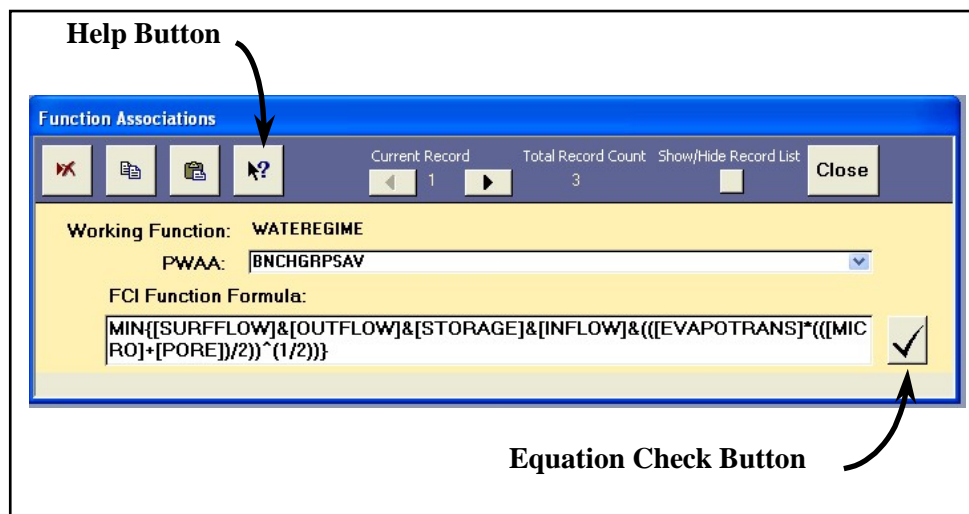 Help Button
Function Associations
Current Record
Total Record Count
Show/Hide Record List
1
3
Close
Working Function: WATEREGIME
PWAA: BNCHGRPSAV
FCI Function Formula:
MIN{[SURFFLOW]&[OUTFLOW]&[STORAGE]&[INFLOW]&(([EVAPOTRANS]*(([MIC
RO]+[PORE])/2))^(1/2))}
Equation Check Button